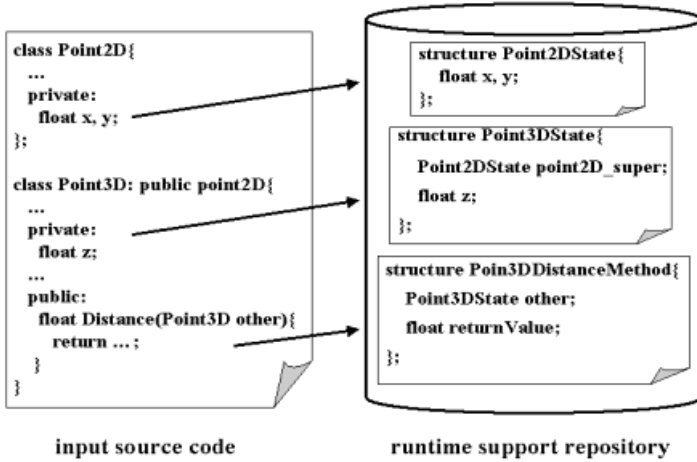 class Point2D{
...
private:
float x, y;
};
class Point3D: public point2D{
...
private:
float z;
...
public:
float Distance(Point3D other){
return ... ;
}
}
input source code
structure Point2DState{
float x, y;
};
structure Point3DState{
Point2DState point2D_super;
float z;
};
structure Poin3DDistanceMethod{
Point3DState other;
float returnValue;
};
runtime support repository